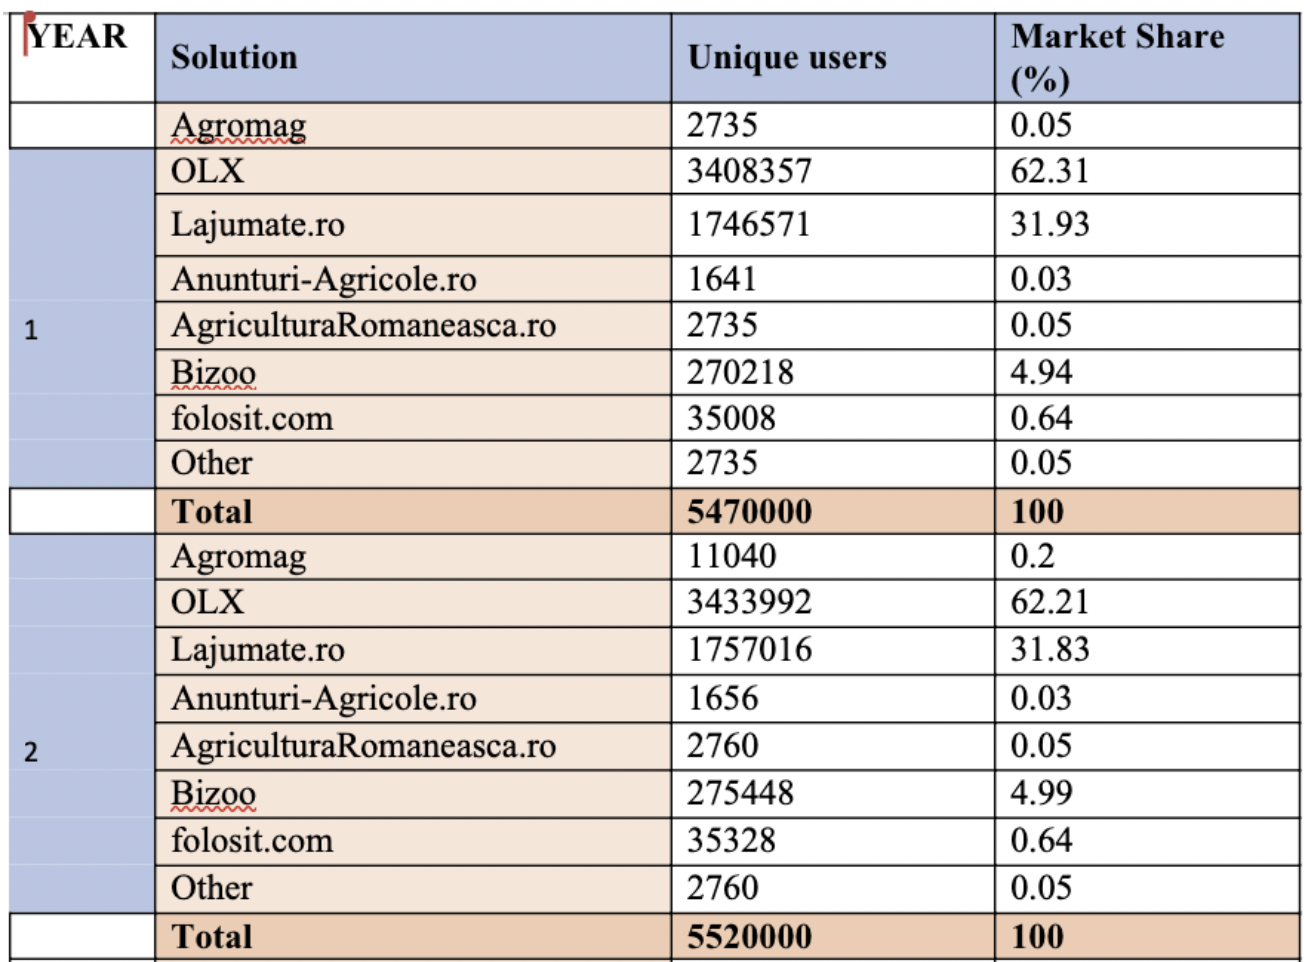 YEAR Solution Unique users Market Share
(%)
Agromag 2735 0.05
OLX 3408357 62.31
Lajumate.ro 1746571 31.93
Anunturi-Agricole.ro 1641 0.03
1 AgriculturaRomaneasca.ro 2735 0.05
Bizoo 270218 4.94
folosit.com 35008 0.64
Other 2735 0.05
Total 5470000 100
Agromag 11040 0.2
OLX 3433992 62.21
Lajumate.ro 1757016 31.83
Anunturi-Agricole.ro 1656 0.03
2 AgriculturaRomaneasca.ro 2760 0.05
Bizoo 275448 4.99
folosit.com 35328 0.64
Other 2760 0.05
Total 5520000 100